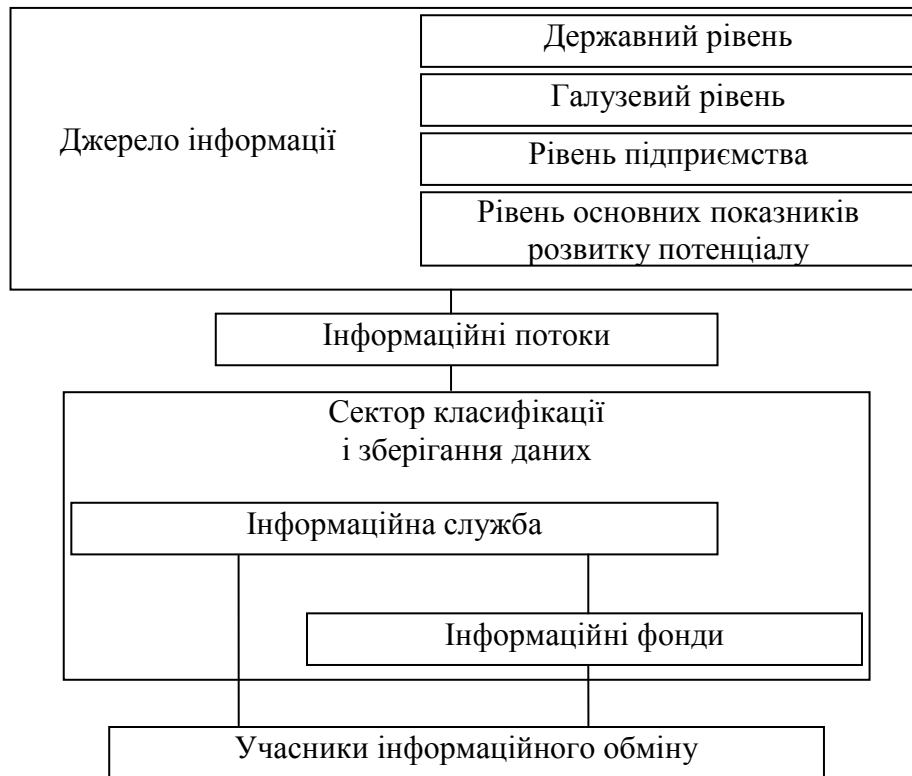 Державний рівень
Галузевий рівень
Джерело інформації
Рівень підприємства
Рівень основних показників
розвитку потенціалу
Інформаційні потоки
Сектор класифікації
і зберігання даних
Інформаційна служба
Інформаційні фонди
Учасники інформаційного обміну